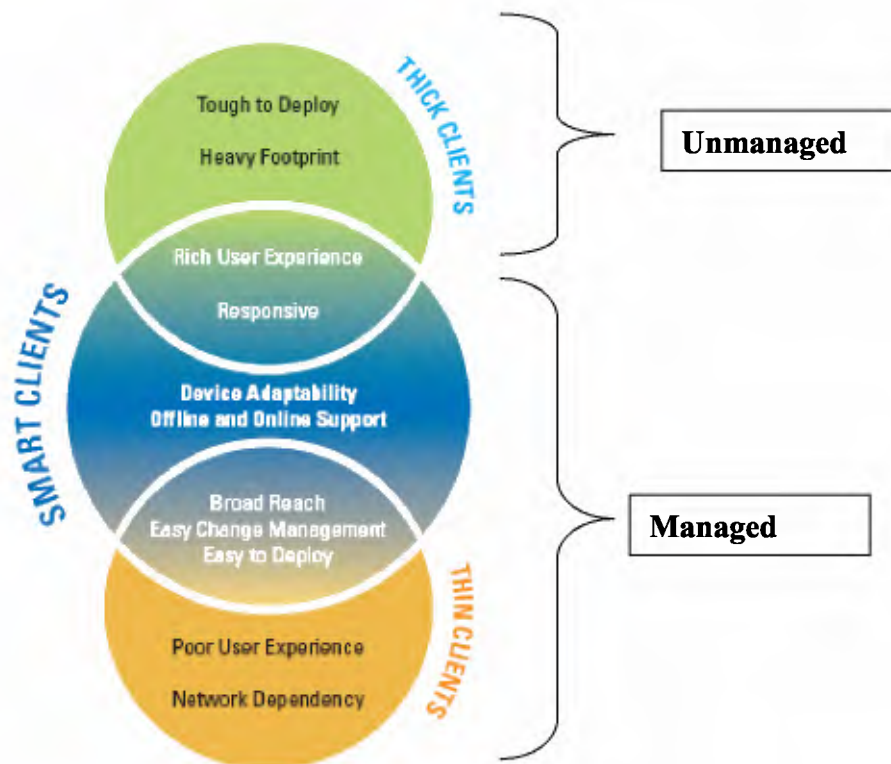 THICK CLIENTS
Tough to Deploy
Heavy Footprint
Unmanaged
Rich User Experience
Responsive
SMART CLIENTS
Device Adaptability
Offline and Online Support
Broad Reach
Easy Change Management
Easy to Deploy
Managed
THIN CLIENTS
Poor User Experience
Network Dependency